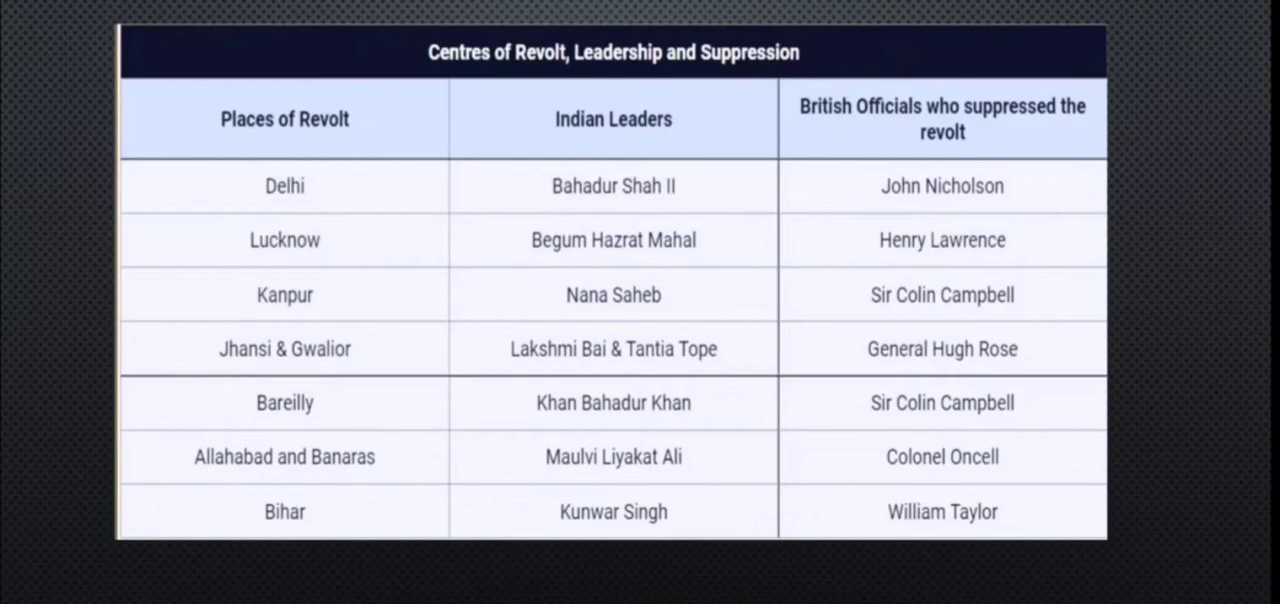 Centres of Revolt, Leadership and Suppression
Places of Revolt
Indian Leaders
British Officials who suppressed the
revolt
Delhi
Bahadur Shah II
John Nicholson
Lucknow
Begum Hazrat Mahal
Henry Lawrence
Kanpur
Nana Saheb
Sir Colin Campbell
Jhansi & Gwalior
Lakshmi Bai & Tantia Tope
General Hugh Rose
Bareilly
Khan Bahadur Khan
Sir Colin Campbell
Allahabad and Banaras
Maulvi Liyakat Ali
Colonel Oncell
Bihar
Kunwar Singh
William Taylor